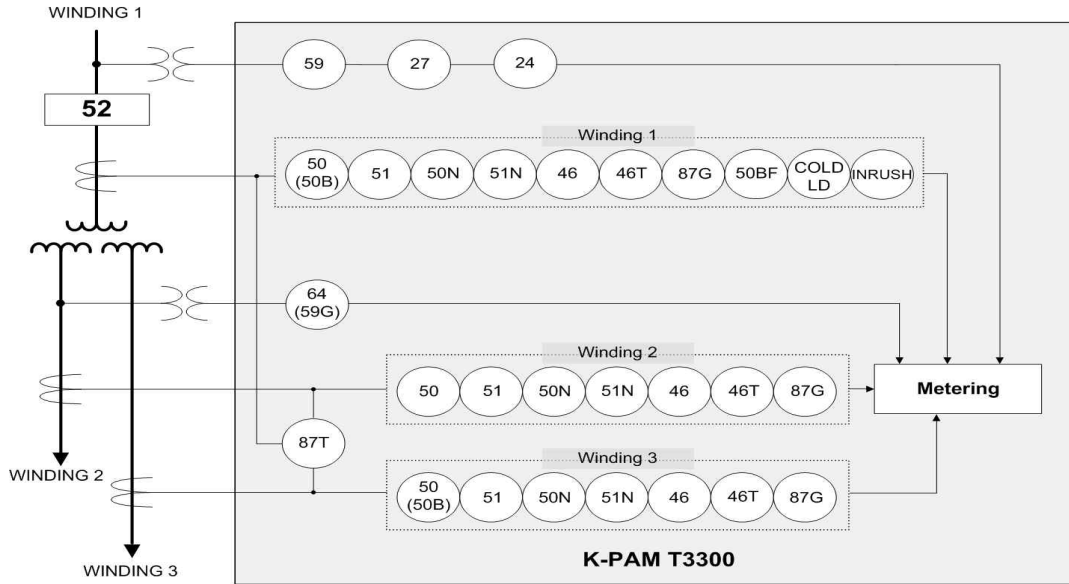 WINDING 1
59
27
24
52
Winding 1
50
(50B)
51
50N
51N
46
46T
87G
50BF
COLD
LD
INRUSH
64
(59G)
Winding 2
50
51
50N
51N
46
46T
87G
Metering
87T
WINDING 2
Winding 3
50
(50B)
51
50N
51N
46
46T
87G
K-PAM T3300
WINDING 3